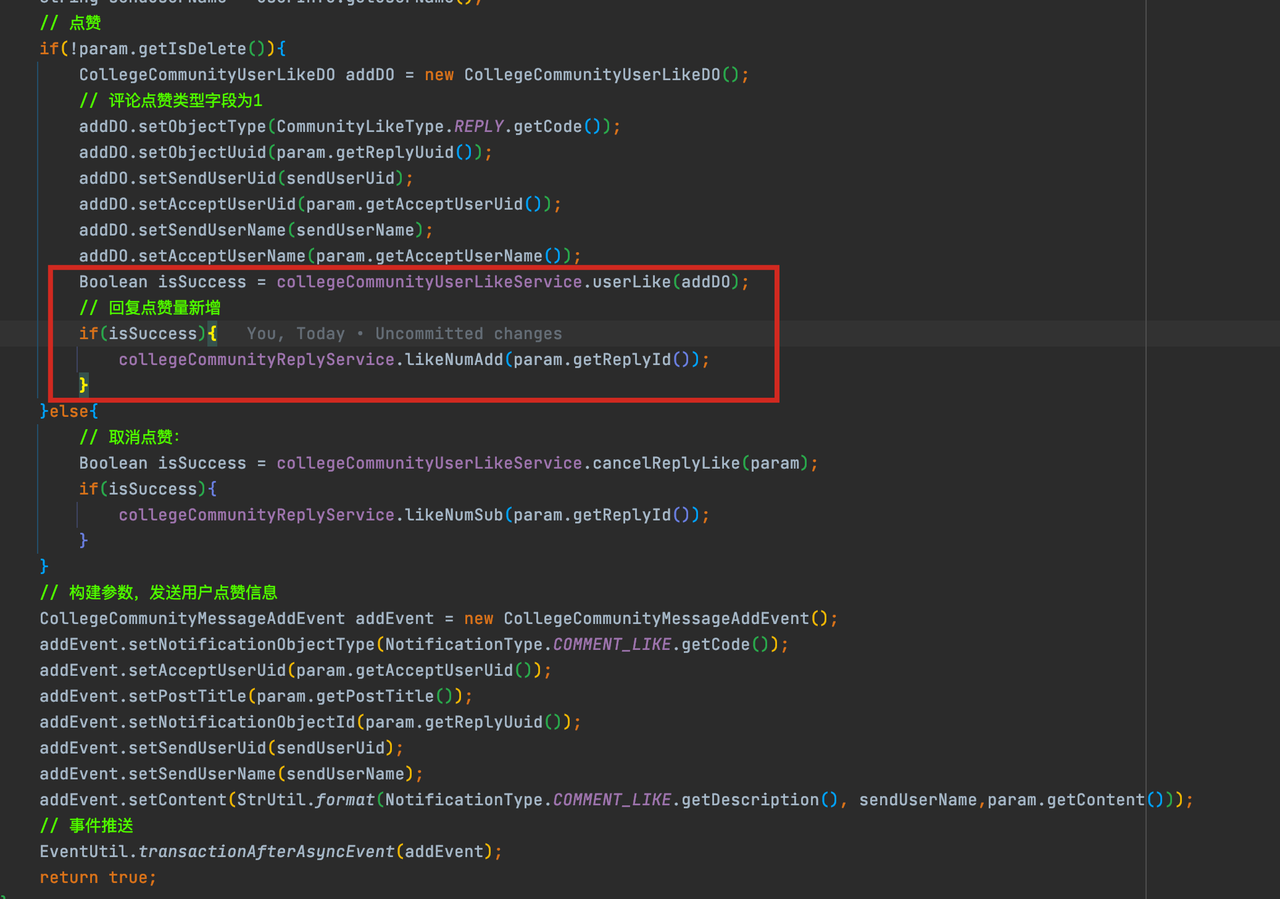 String sendUserName = userInfo.getUserName();
// 点赞
if(!param.getIsDelete()){
CollegeCommunityUserLikeDO addDO = new CollegeCommunityUserLikeDO();
// 评论点赞类型字段为1
addDO.setObjectType(CommunityLikeType.REPLY.getCode());
addDO.setObjectUuid(param.getReplyUuid());
addDO.setSendUserUid(sendUserUid);
addDO.setAcceptUserUid(param.getAcceptUserUid());
addDO.setSendUserName(sendUserName);
addDO.setAcceptUserName(param.getAcceptUserName());
Boolean isSuccess = collegeCommunityUserLikeService.userLike(addDO);
// 回复点赞量新增
if(isSuccess){ You, Today • Uncommitted changes
collegeCommunityReplyService.likeNumAdd(param.getReplyId());
}
}else{
// 取消点赞：
Boolean isSuccess = collegeCommunityUserLikeService.cancelReplyLike(param);
if(isSuccess){
collegeCommunityReplyService.likeNumSub(param.getReplyId());
}
}
// 构建参数，发送用户点赞信息
CollegeCommunityMessageAddEvent addEvent = new CollegeCommunityMessageAddEvent();
addEvent.setNotificationObjectType(NotificationType.COMMENT_LIKE.getCode());
addEvent.setAcceptUserUid(param.getAcceptUserUid());
addEvent.setPostTitle(param.getPostTitle());
addEvent.setNotificationObjectId(param.getReplyUuid());
addEvent.setSendUserUid(sendUserUid);
addEvent.setSendUserName(sendUserName);
addEvent.setContent(StrUtil.format(NotificationType.COMMENT_LIKE.getDescription(), sendUserName,param.getContent()));
// 事件推送
EventUtil.transactionAfterAsyncEvent(addEvent);
return true;